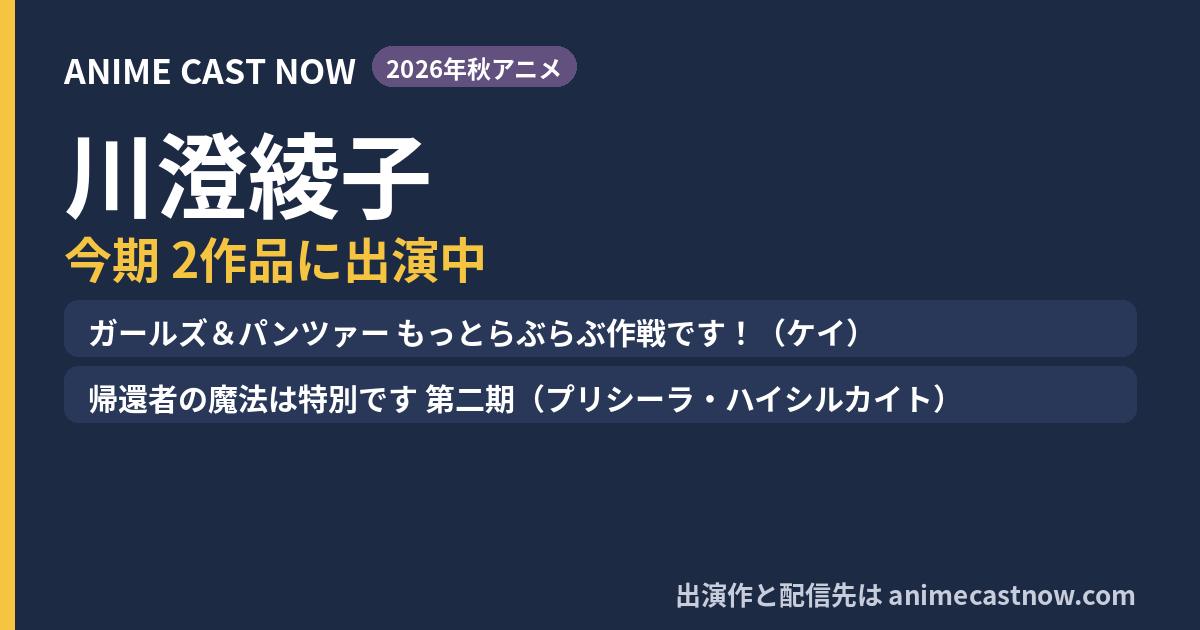 ANIME CAST NOW 2026年秋アニメ
川澄綾子
今期 2作品に出演中
ガールズ＆パンツァー もっとらぶらぶ作戦です！（ケイ）
帰還者の魔法は特別です 第二期（プリシーラ・ハイシルカイト）
出演作と配信先は animecastnow.com